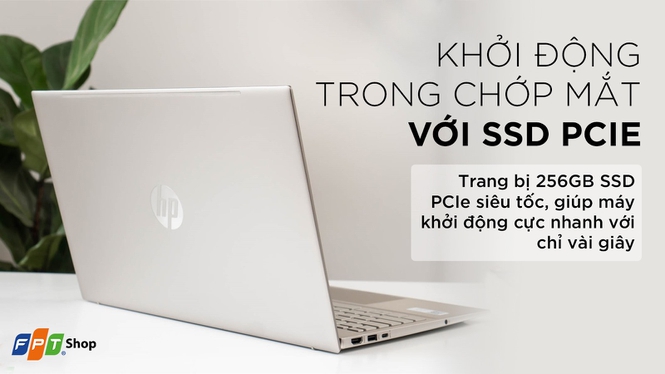 KHỞI ĐỘNG
TRONG CHỚP MẮT
VỚI SSD PCIE
Trang bị 256GB SSD
PCIe siêu tốc, giúp máy
khởi động cực nhanh với
chỉ vài giây
hp
FPT Shop